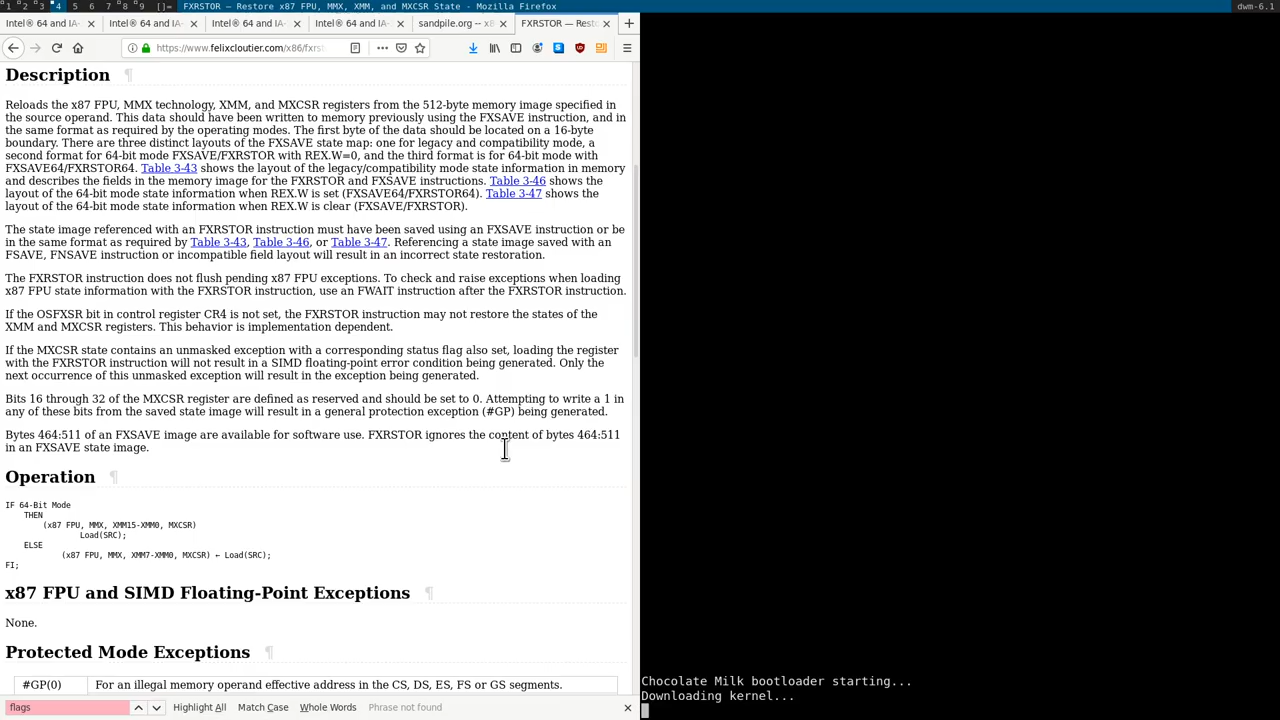 1 2 3 4 5 6 7 8 9 []= FXRSTOR — Restore x87 FPU, MMX, XMM, and MXCSR State - Mozilla Firefox dwm-6.1
Intel® 64 and IA- Intel® 64 and IA- Intel® 64 and IA- Intel® 64 and IA- sandpile.org -- x8 FXRSTOR — Rest
https://www.felixcloutier.com/x86/fxrs
Description ¶
Reloads the x87 FPU, MMX technology, XMM, and MXCSR registers from the 512-byte memory image specified in
the source operand. This data should have been written to memory previously using the FXSAVE instruction, and in
the same format as required by the operating modes. The first byte of the data should be located on a 16-byte
boundary. There are three distinct layouts of the FXSAVE state map: one for legacy and compatibility mode, a
second format for 64-bit mode FXSAVE/FXRSTOR with REX.W=0, and the third format is for 64-bit mode with
FXSAVE64/FXRSTOR64. Table 3-43 shows the layout of the legacy/compatibility mode state information in memory
and describes the fields in the memory image for the FXRSTOR and FXSAVE instructions. Table 3-46 shows the
layout of the 64-bit mode state information when REX.W is set (FXSAVE64/FXRSTOR64). Table 3-47 shows the
layout of the 64-bit mode state information when REX.W is clear (FXSAVE/FXRSTOR).
The state image referenced with an FXRSTOR instruction must have been saved using an FXSAVE instruction or be
in the same format as required by Table 3-43, Table 3-46, or Table 3-47. Referencing a state image saved with an
FSAVE, FNSAVE instruction or incompatible field layout will result in an incorrect state restoration.
The FXRSTOR instruction does not flush pending x87 FPU exceptions. To check and raise exceptions when loading
x87 FPU state information with the FXRSTOR instruction, use an FWAIT instruction after the FXRSTOR instruction.
If the OSFXSR bit in control register CR4 is not set, the FXRSTOR instruction may not restore the states of the
XMM and MXCSR registers. This behavior is implementation dependent.
If the MXCSR state contains an unmasked exception with a corresponding status flag also set, loading the register
with the FXRSTOR instruction will not result in a SIMD floating-point error condition being generated. Only the
next occurrence of this unmasked exception will result in the exception being generated.
Bits 16 through 32 of the MXCSR register are defined as reserved and should be set to 0. Attempting to write a 1 in
any of these bits from the saved state image will result in a general protection exception (#GP) being generated.
Bytes 464:511 of an FXSAVE image are available for software use. FXRSTOR ignores the content of bytes 464:511
in an FXSAVE state image.
Operation ¶
IF 64-Bit Mode
THEN
(x87 FPU, MMX, XMM15-XMM0, MXCSR)
Load(SRC);
ELSE
(x87 FPU, MMX, XMM7-XMM0, MXCSR) ← Load(SRC);
FI;
x87 FPU and SIMD Floating-Point Exceptions ¶
None.
Protected Mode Exceptions ¶
#GP(0) For an illegal memory operand effective address in the CS, DS, ES, FS or GS segments.
flags Highlight All Match Case Whole Words Phrase not found
Chocolate Milk bootloader starting...
Downloading kernel...